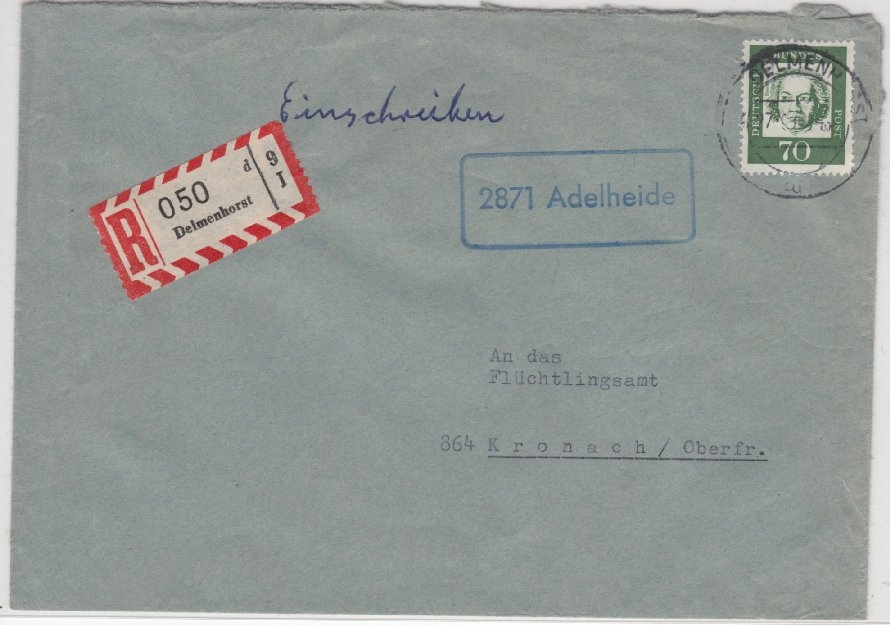 Einschreiben
DEUTSCHE BUNDESPOST
70
R
050
d
Delmenhorst
9
I
2871 Adelheide
An das
Flüchtlingsamt
864 Kronach/Oberfr.